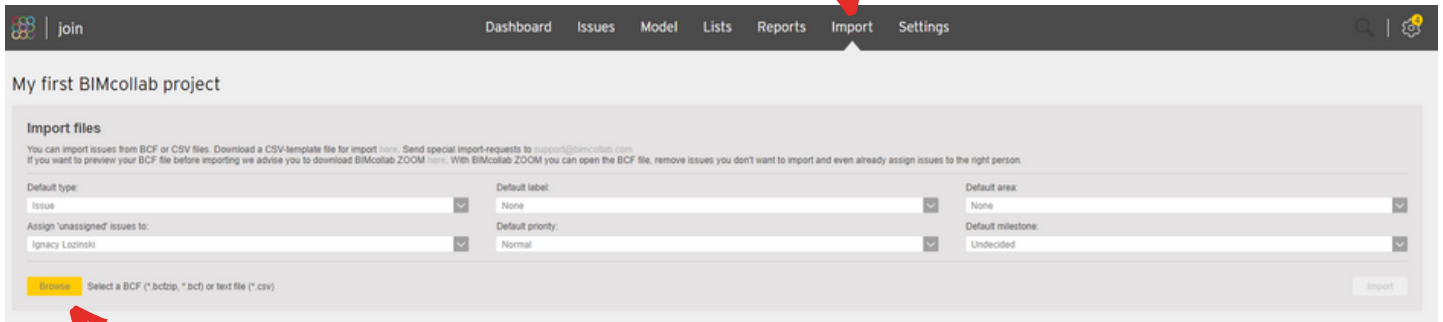 join
Dashboard Issues Model Lists Reports Import Settings
4
My first BIMcollab project
Import files
You can import issues from BCF or CSV files. Download a CSV-template file for import here. Send special import-requests to support@bimcollab.com
If you want to preview your BCF file before importing we advise you to download BIMcollab ZOOM here. With BIMcollab ZOOM you can open the BCF file, remove issues you don't want to import and even already assign issues to the right person.
Default type: Default label: Default area:
Issue None None
Assign 'unassigned' issues to: Default priority: Default milestone:
Ignacy Lozinski Normal Undecided
Browse Select a BCF (*.bcfzip, *.bcf) or text file (*.csv) Import